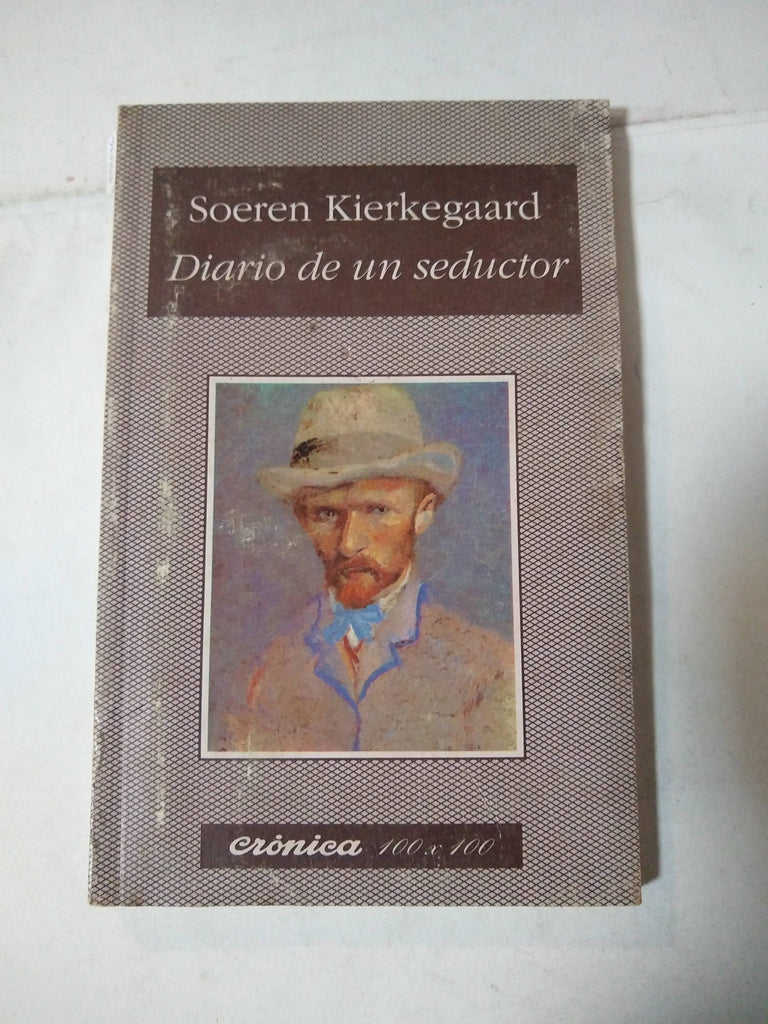 Soeren Kierkegaard
Diario de un seductor
crónica 100 x 100